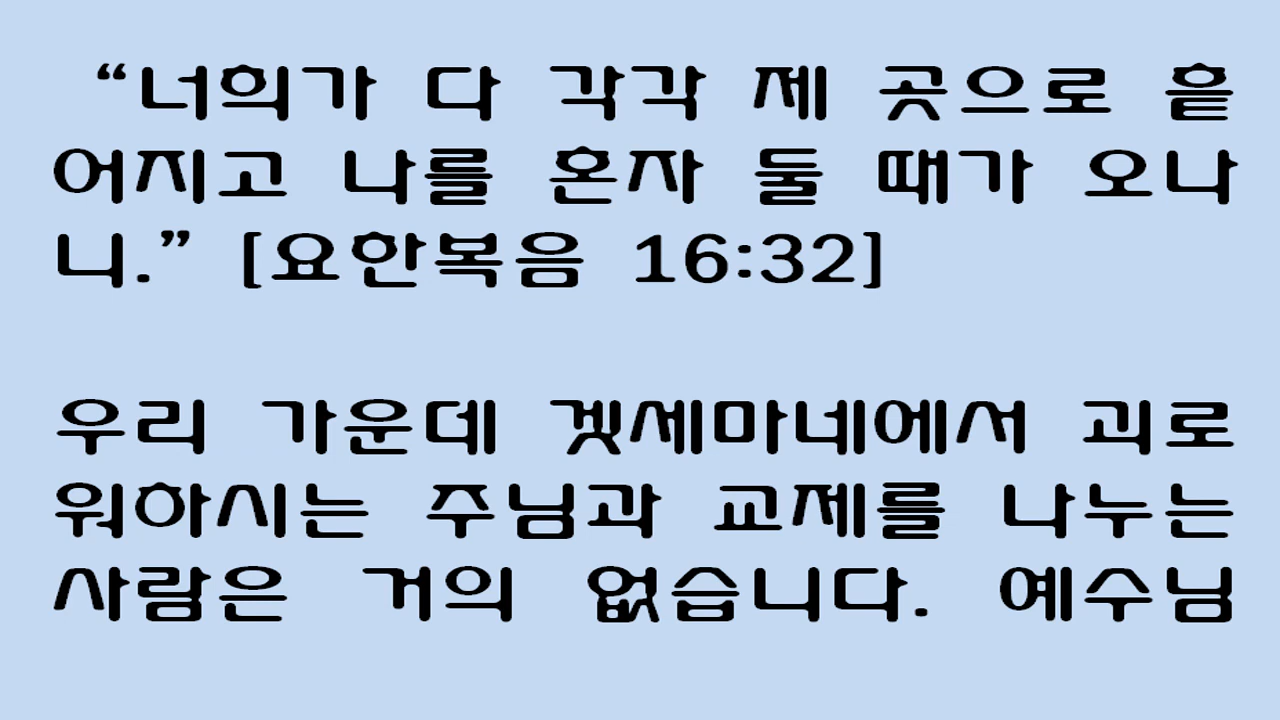 “너희가 다 각각 제 곳으로 흩
어지고 나를 혼자 둘 때가 오나
니.” [요한복음 16:32]
우리 가운데 겟세마네에서 괴로
워하시는 주님과 교제를 나누는
사람은 거의 없습니다. 예수님